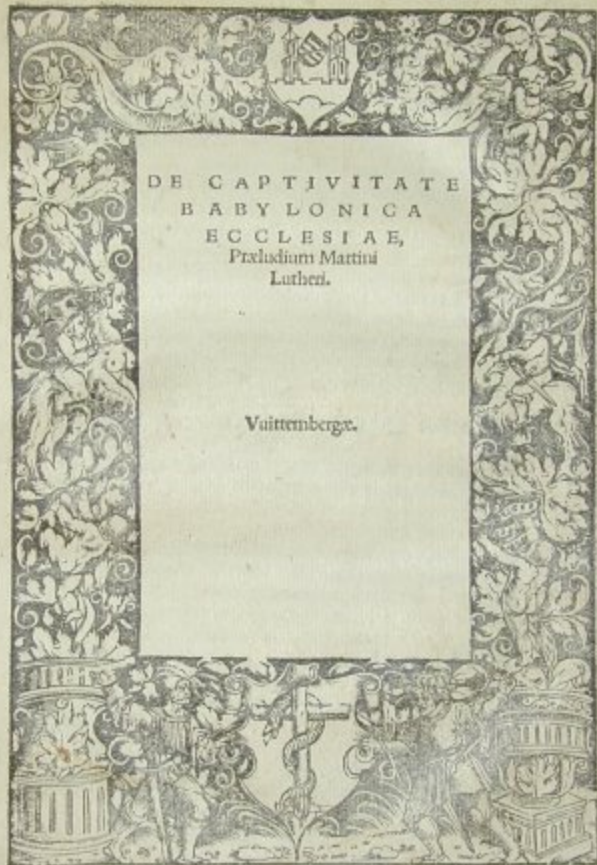 DE CAPTIVITATE
BABYLONICA
ECCLESIAE,
Præludium Martini
Lutheri.
Vuittembergæ.